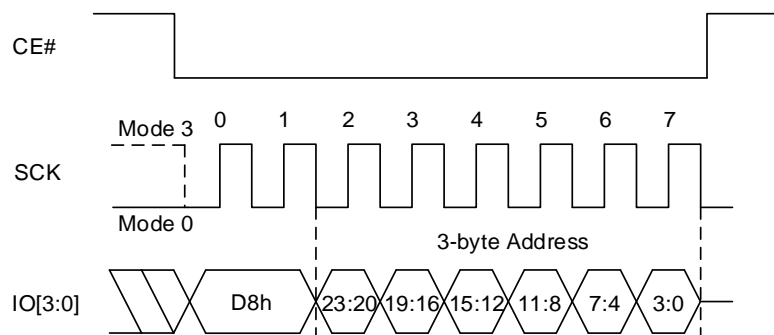 CE#
Mode 3 0 1 2 3 4 5 6 7
SCK
Mode 0
3-byte Address
IO[3:0] D8h 23:20 19:16 15:12 11:8 7:4 3:0